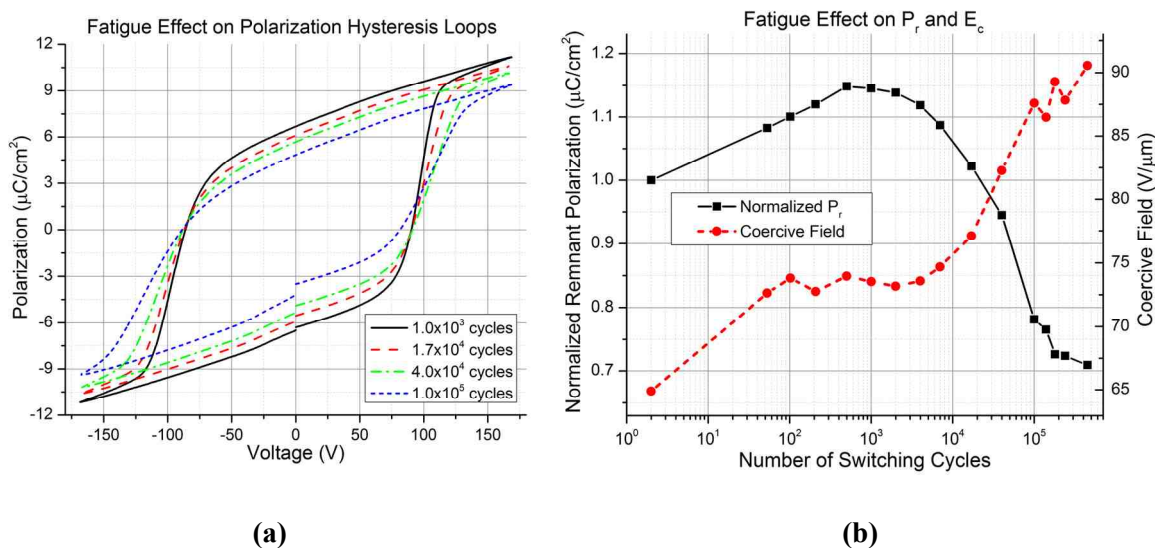 Fatigue Effect on Polarization Hysteresis Loops
12
9
6
3
0
-3
-6
-9
-12
Polarization (μC/cm²)
1.0x10³ cycles
1.7x10⁴ cycles
4.0x10⁴ cycles
1.0x10⁵ cycles
-150 -100 -50 0 50 100 150
Voltage (V)
(a)
Fatigue Effect on Pᵣ and E꜀
1.2
1.1
1.0
0.9
0.8
0.7
Normalized Remnant Polarization (μC/cm²)
Normalized Pᵣ
Coercive Field
90
85
80
75
70
65
Coercive Field (V/μm)
10⁰ 10¹ 10² 10³ 10⁴ 10⁵
Number of Switching Cycles
(b)